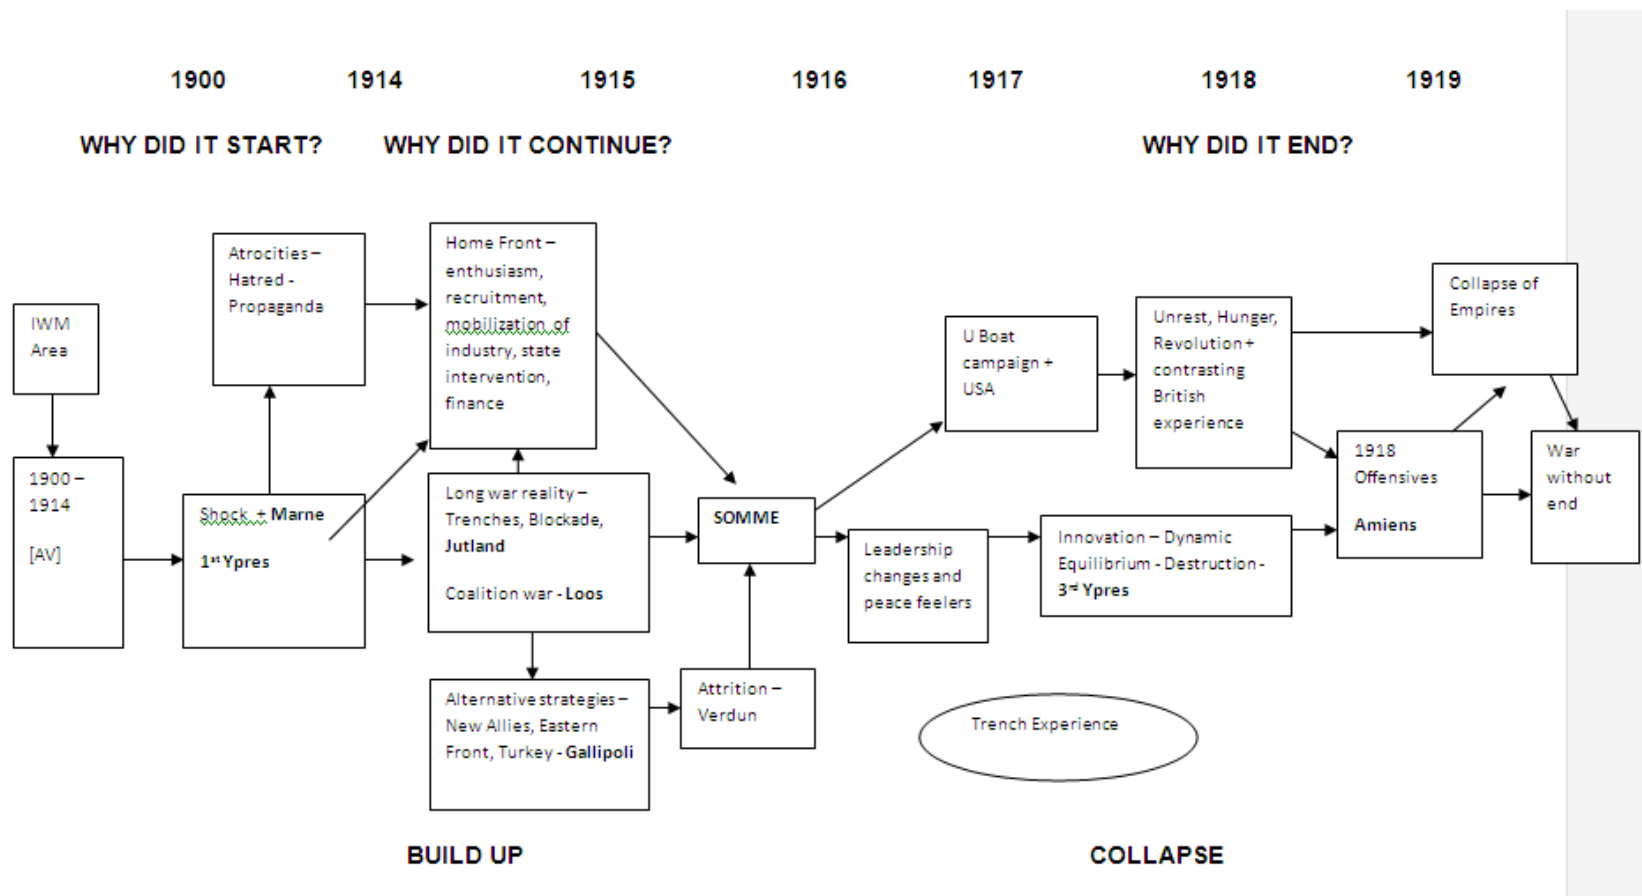 1900
1914
1915
1916
1917
1918
1919
WHY DID IT START?
WHY DID IT CONTINUE?
WHY DID IT END?
IWM
Area
1900 –
1914
[AV]
Atrocities –
Hatred -
Propaganda
Shock + Marne
1st Ypres
Home Front –
enthusiasm,
recruitment,
mobilization of
industry, state
intervention,
finance
Long war reality –
Trenches, Blockade,
Jutland
Coalition war - Loos
Alternative strategies –
New Allies, Eastern
Front, Turkey - Gallipoli
Attrition –
Verdun
SOMME
Leadership
changes and
peace feelers
U Boat
campaign +
USA
Innovation – Dynamic
Equilibrium - Destruction -
3rd Ypres
Unrest, Hunger,
Revolution +
contrasting
British
experience
1918
Offensives
Amiens
Collapse of
Empires
War
without
end
Trench Experience
BUILD UP
COLLAPSE